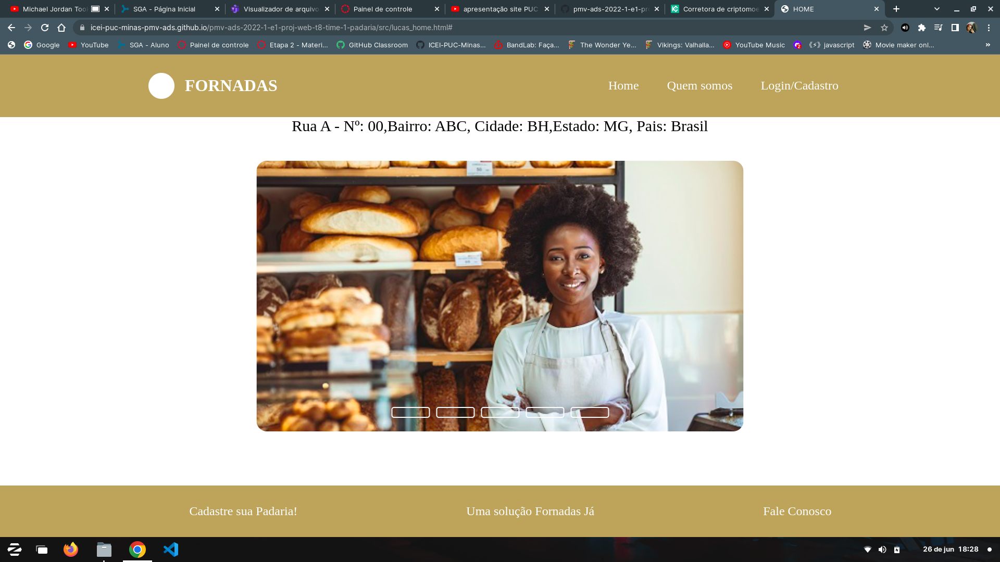 Michael Jordan Too
SGA - Página Inicial
Visualizador de arquivo
Painel de controle
apresentação site PUC
pmv-ads-2022-1-e1-pr
Corretora de criptomoe
HOME
icei-puc-minas-pmv-ads.github.io/pmv-ads-2022-1-e1-proj-web-t8-time-1-padaria/src/lucas_home.html#
Google
YouTube
SGA - Aluno
Painel de controle
Etapa 2 - Materi...
GitHub Classroom
ICEI-PUC-Minas...
BandLab: Faça...
The Wonder Ye...
Vikings: Valhalla...
YouTube Music
《⚡》javascript
Movie maker onl...
»
FORNADAS
Home
Quem somos
Login/Cadastro
Rua A - Nº: 00,Bairro: ABC, Cidade: BH,Estado: MG, Pais: Brasil
Cadastre sua Padaria!
Uma solução Fornadas Já
Fale Conosco
26 de jun 18:28